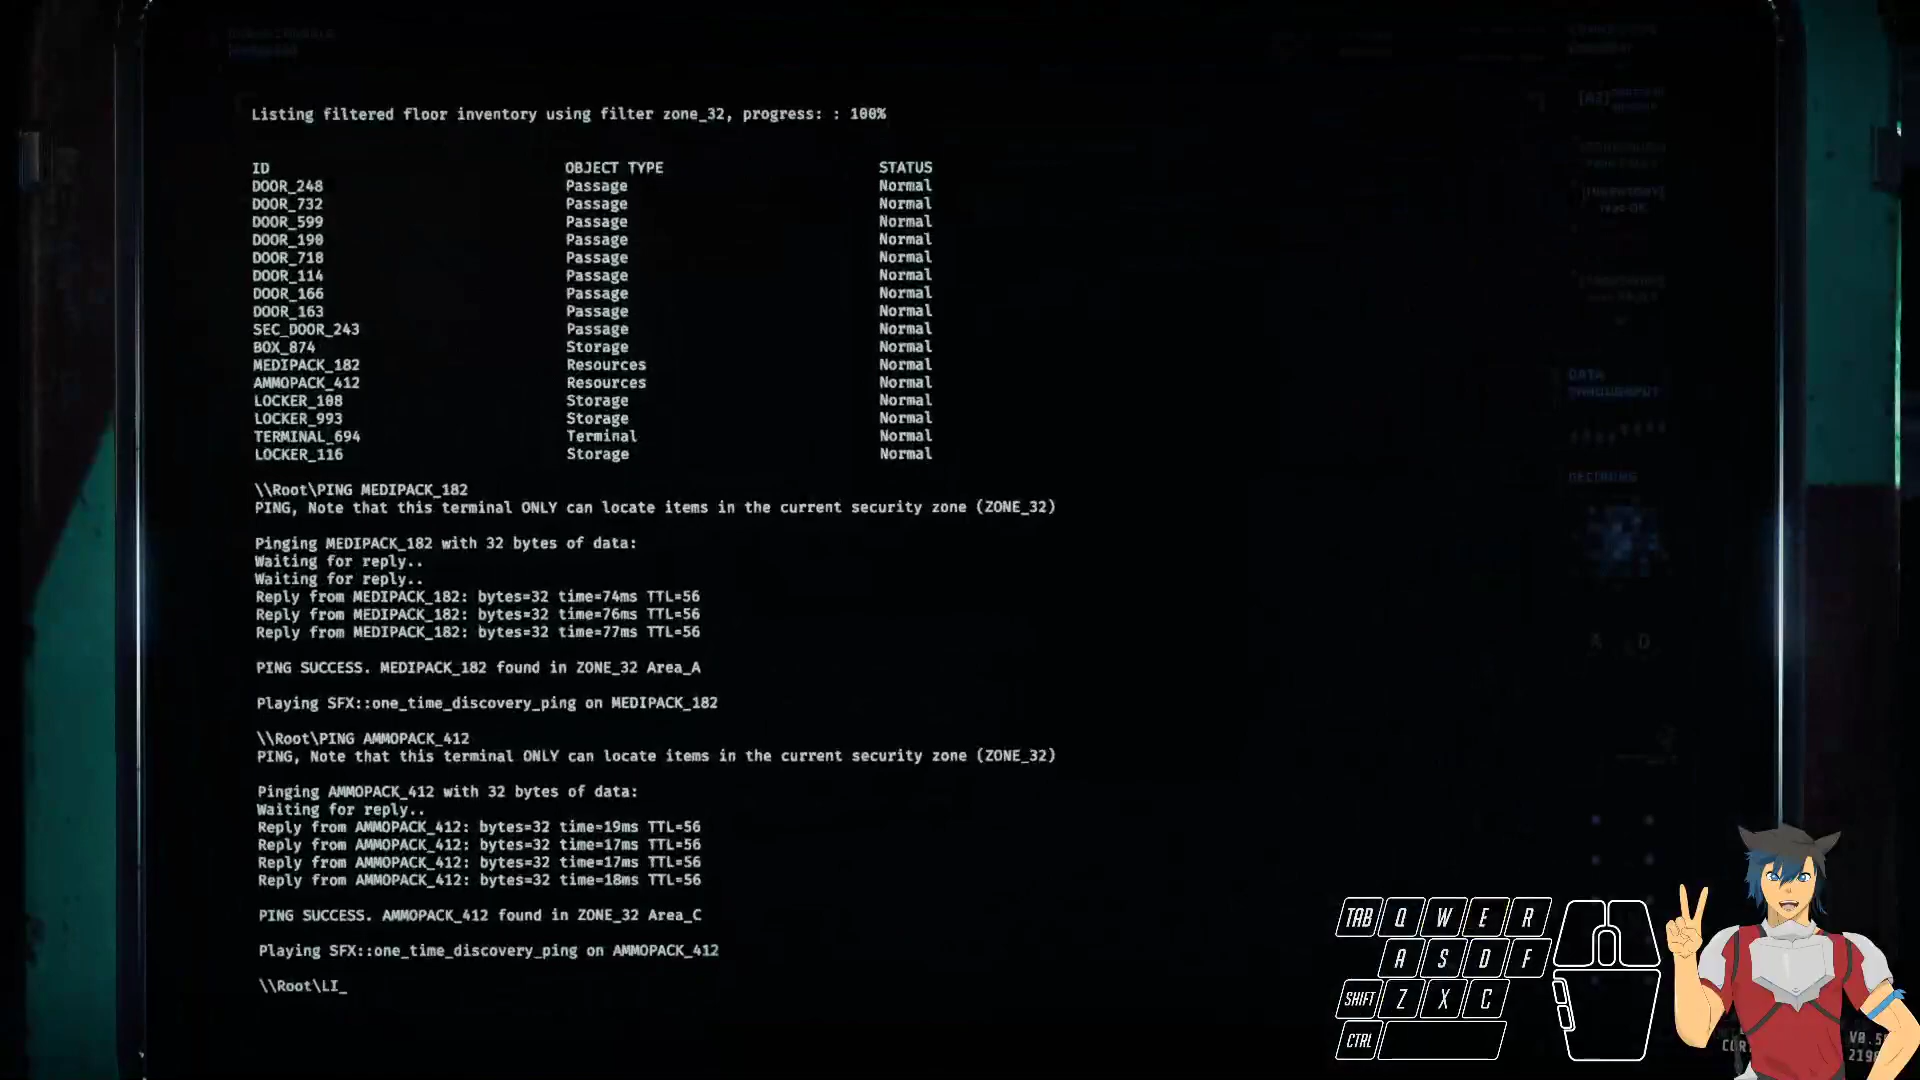 Listing filtered floor inventory using filter zone_32, progress: : 100%
ID OBJECT TYPE STATUS
DOOR_248 Passage Normal
DOOR_732 Passage Normal
DOOR_599 Passage Normal
DOOR_190 Passage Normal
DOOR_718 Passage Normal
DOOR_114 Passage Normal
DOOR_166 Passage Normal
DOOR_163 Passage Normal
SEC_DOOR_243 Passage Normal
BOX_874 Storage Normal
MEDIPACK_182 Resources Normal
AMMOPACK_412 Resources Normal
LOCKER_108 Storage Normal
LOCKER_993 Storage Normal
TERMINAL_694 Terminal Normal
LOCKER_116 Storage Normal
\\Root\PING MEDIPACK_182
PING, Note that this terminal ONLY can locate items in the current security zone (ZONE_32)
Pinging MEDIPACK_182 with 32 bytes of data:
Waiting for reply..
Waiting for reply..
Reply from MEDIPACK_182: bytes=32 time=74ms TTL=56
Reply from MEDIPACK_182: bytes=32 time=76ms TTL=56
Reply from MEDIPACK_182: bytes=32 time=77ms TTL=56
PING SUCCESS. MEDIPACK_182 found in ZONE_32 Area_A
Playing SFX::one_time_discovery_ping on MEDIPACK_182
\\Root\PING AMMOPACK_412
PING, Note that this terminal ONLY can locate items in the current security zone (ZONE_32)
Pinging AMMOPACK_412 with 32 bytes of data:
Waiting for reply..
Reply from AMMOPACK_412: bytes=32 time=19ms TTL=56
Reply from AMMOPACK_412: bytes=32 time=17ms TTL=56
Reply from AMMOPACK_412: bytes=32 time=17ms TTL=56
Reply from AMMOPACK_412: bytes=32 time=18ms TTL=56
PING SUCCESS. AMMOPACK_412 found in ZONE_32 Area_C
Playing SFX::one_time_discovery_ping on AMMOPACK_412
\\Root\LI_
DATA
THROUGHPUT
A D
TAB Q W E R
A S D F
SHIFT Z X C
CTRL